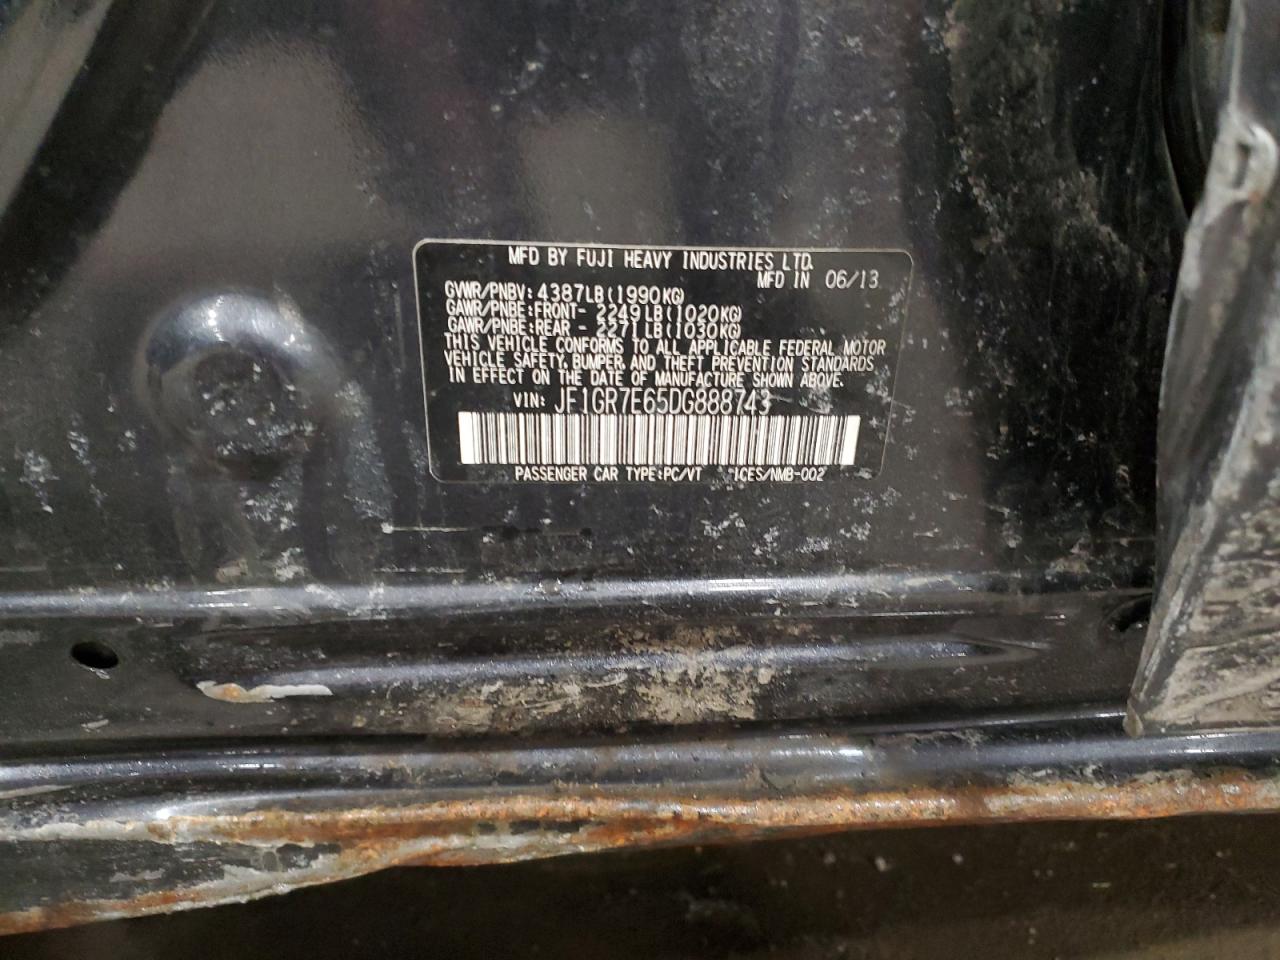 MFD BY FUJI HEAVY INDUSTRIES LTD.
MFD IN 06/13
GVWR/PNBV: 4387LB(1990KG)
GAWR/PNBE:FRONT- 2249LB(1020KG)
GAWR/PNBE:REAR - 2271LB(1030KG)
THIS VEHICLE CONFORMS TO ALL APPLICABLE FEDERAL MOTOR
VEHICLE SAFETY, BUMPER, AND THEFT PREVENTION STANDARDS
IN EFFECT ON THE DATE OF MANUFACTURE SHOWN ABOVE.
VIN: JF1GR7E65DG888743
PASSENGER CAR TYPE:PC/VT ICES/NMB-002